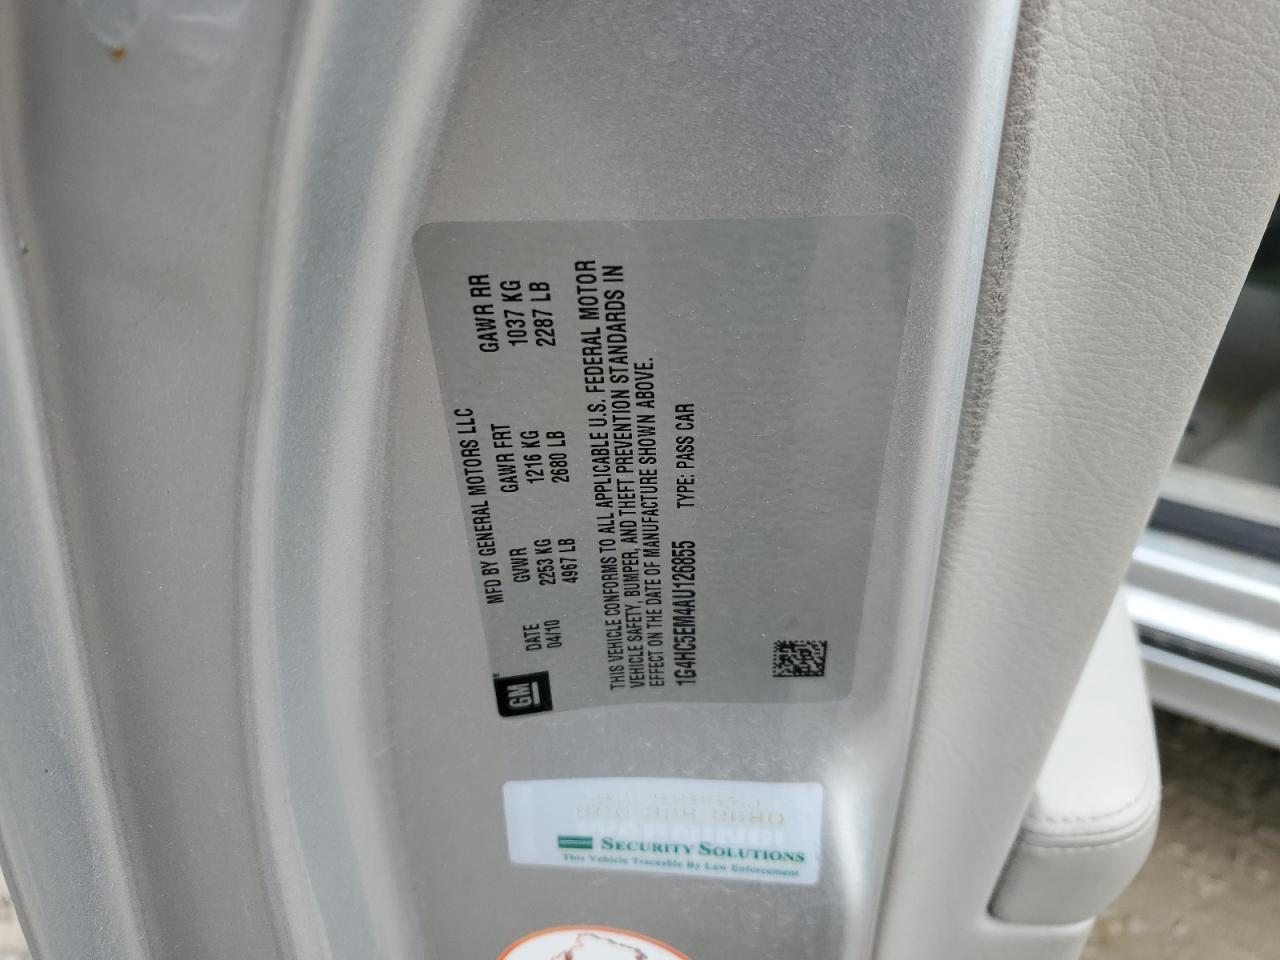 GM
MFD BY GENERAL MOTORS LLC
DATE GVWR GAWR FRT GAWR RR
04/10 2253 KG 1216 KG 1037 KG
4967 LB 2680 LB 2287 LB
THIS VEHICLE CONFORMS TO ALL APPLICABLE U.S. FEDERAL MOTOR
VEHICLE SAFETY, BUMPER, AND THEFT PREVENTION STANDARDS IN
EFFECT ON THE DATE OF MANUFACTURE SHOWN ABOVE.
1G4HC5EM4AU126855 TYPE: PASS CAR
WARNING!
SECURITY SOLUTIONS
This Vehicle Traceable By Law Enforcement